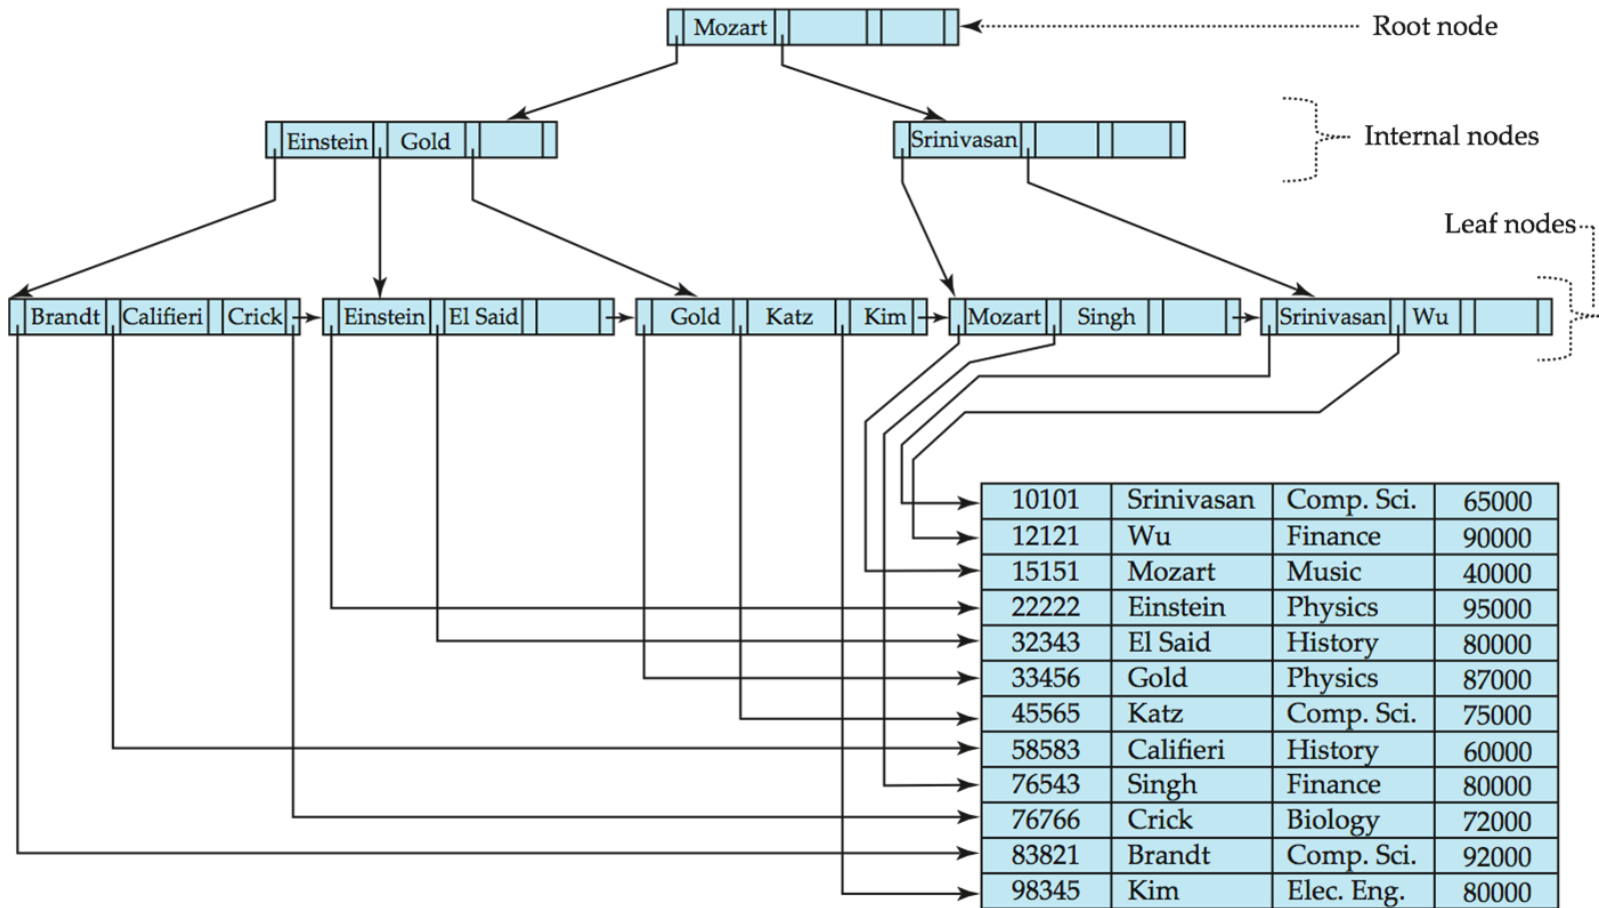 Mozart
Root node
Einstein Gold
Srinivasan
Internal nodes
Leaf nodes
Brandt Califieri Crick
Einstein El Said
Gold Katz Kim
Mozart Singh
Srinivasan Wu
10101 Srinivasan Comp. Sci. 65000
12121 Wu Finance 90000
15151 Mozart Music 40000
22222 Einstein Physics 95000
32343 El Said History 80000
33456 Gold Physics 87000
45565 Katz Comp. Sci. 75000
58583 Califieri History 60000
76543 Singh Finance 80000
76766 Crick Biology 72000
83821 Brandt Comp. Sci. 92000
98345 Kim Elec. Eng. 80000